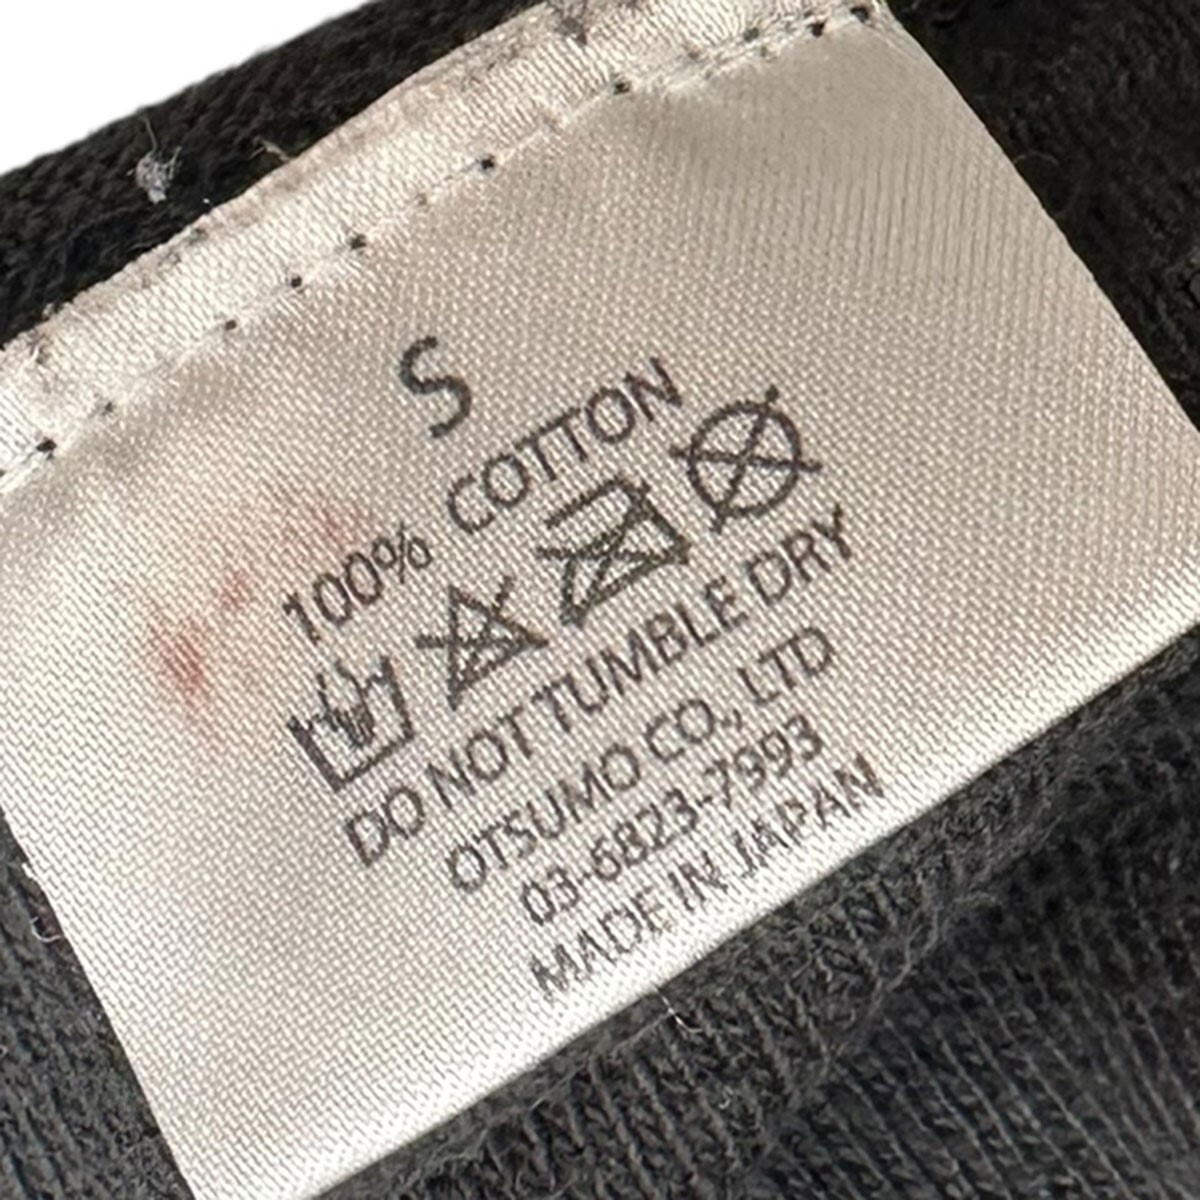 S
100% COTTON
DO NOT TUMBLE DRY
OTSUMO CO., LTD
03-6823-7993
MADE IN JAPAN